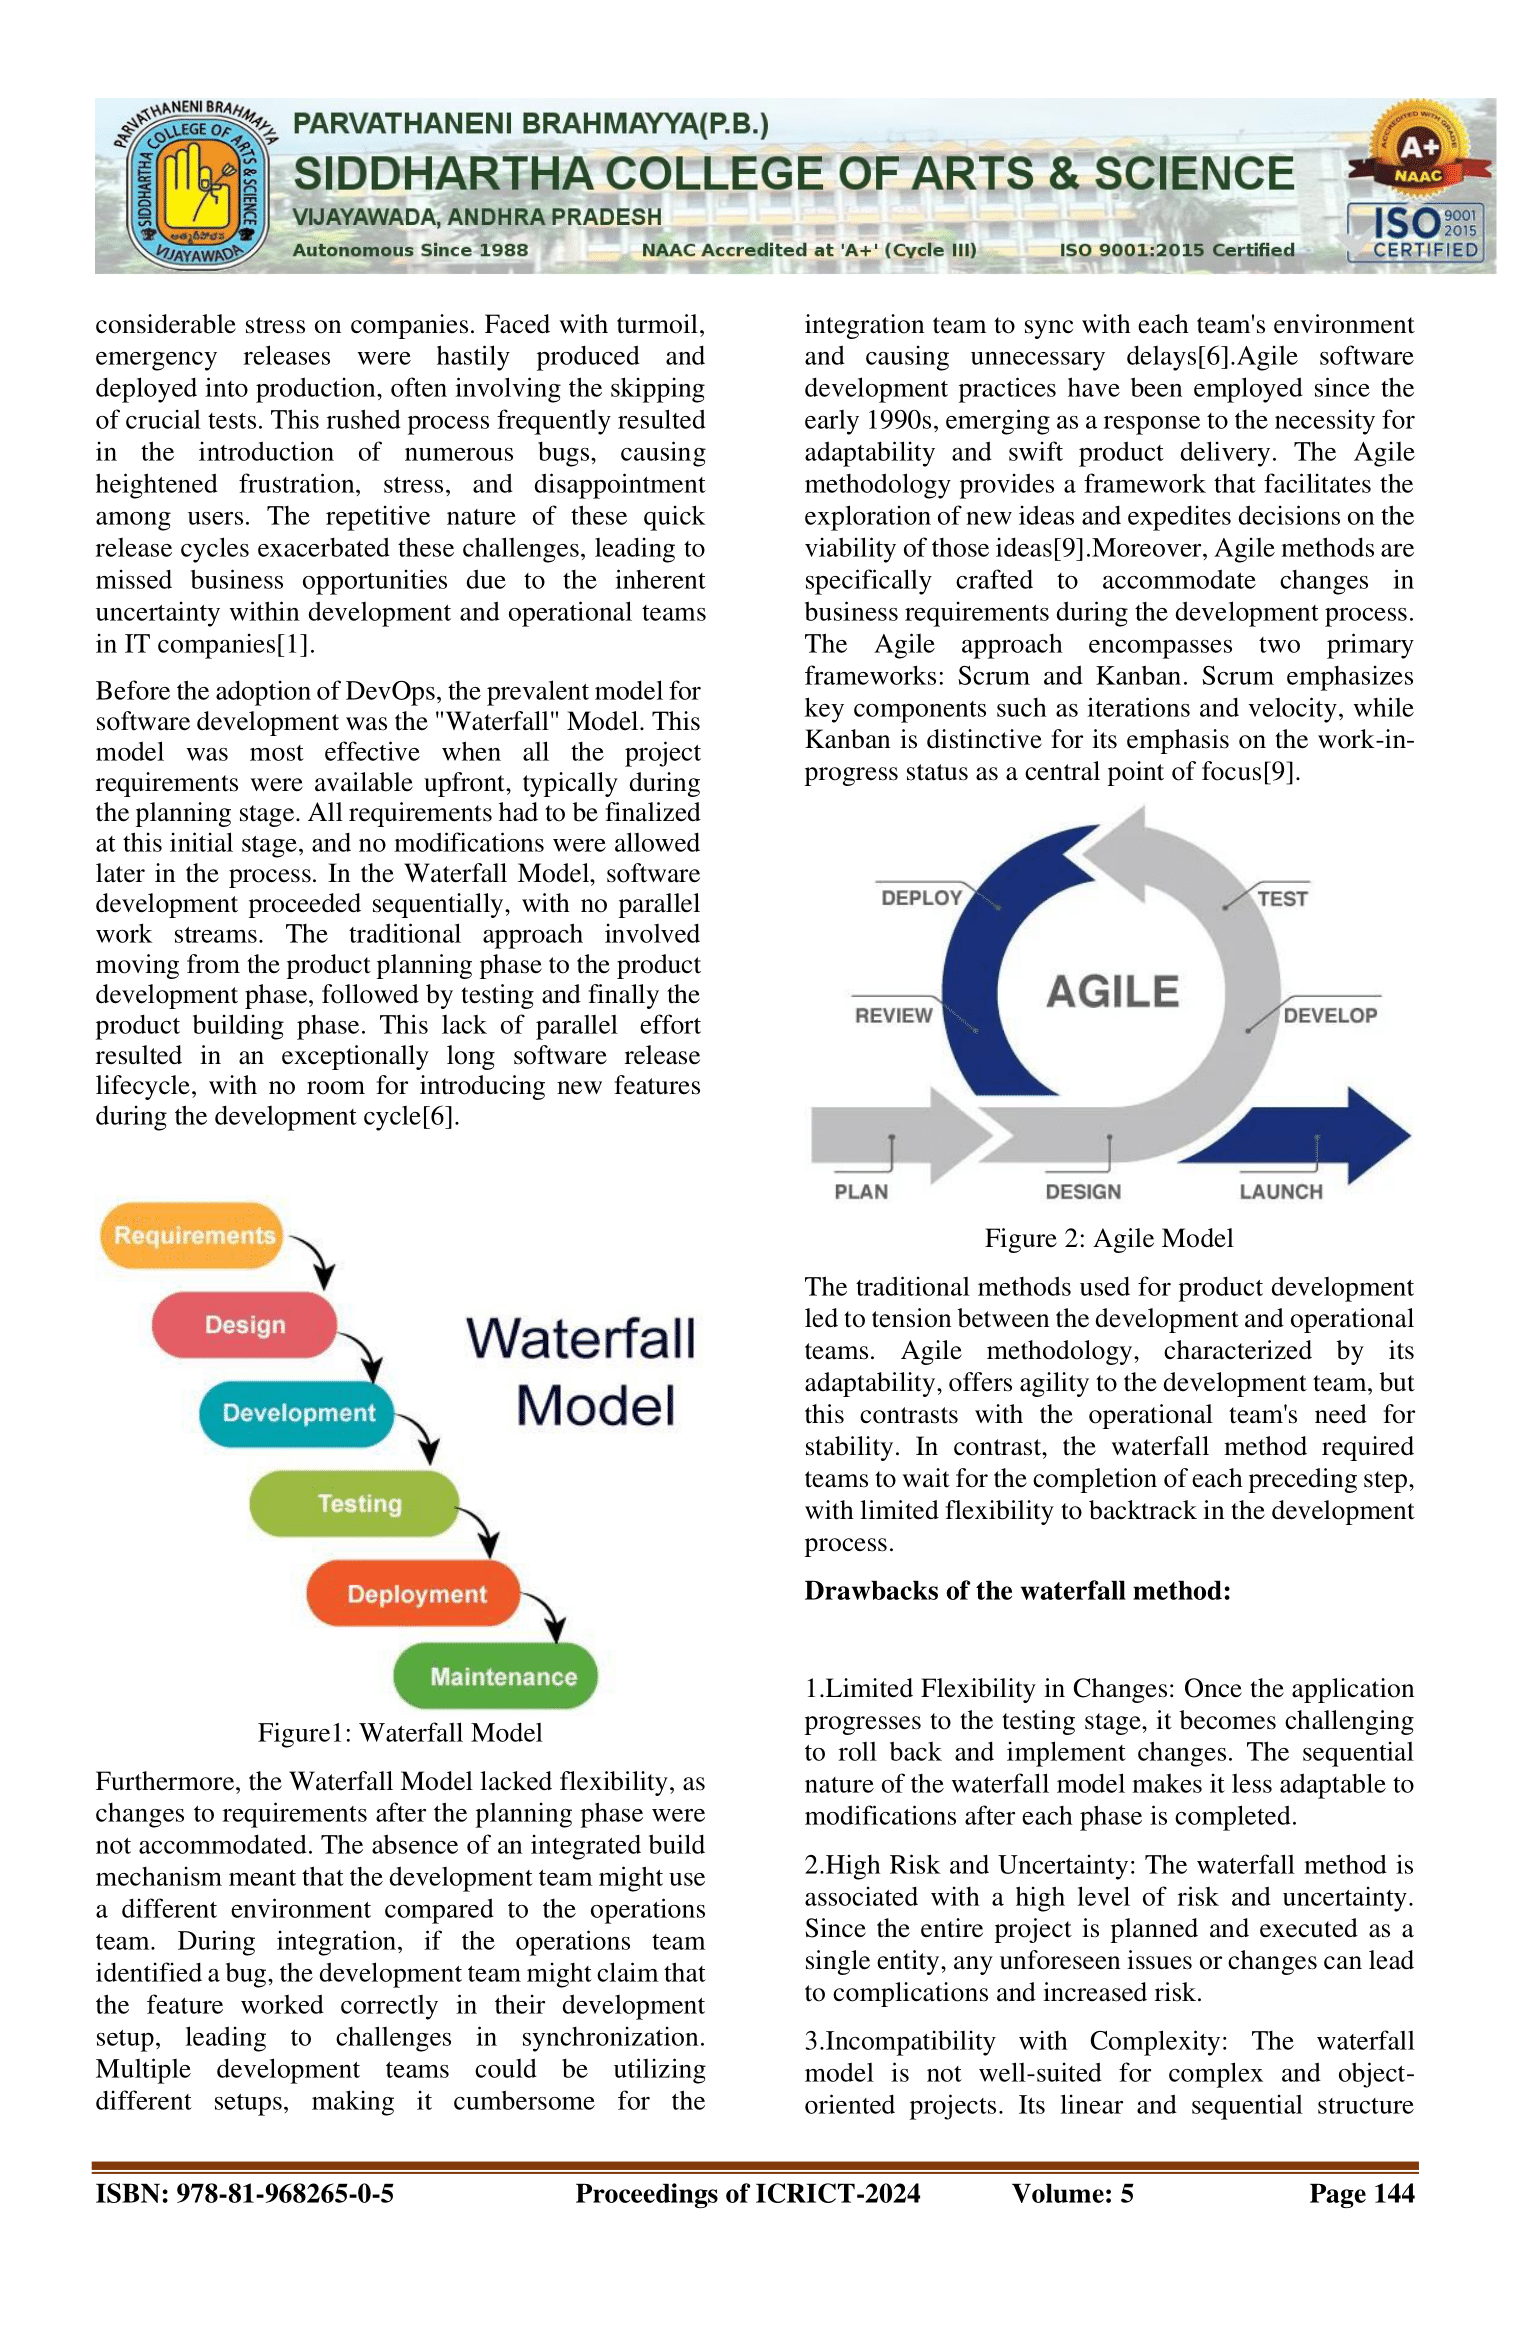 PARVATHANENI BRAHMAYYA
SIDDHARTHA COLLEGE OF ARTS & SCIENCE
VIJAYAWADA
PARVATHANENI BRAHMAYYA(P.B.)
SIDDHARTHA COLLEGE OF ARTS & SCIENCE
VIJAYAWADA, ANDHRA PRADESH
Autonomous Since 1988 NAAC Accredited at 'A+' (Cycle III) ISO 9001:2015 Certified
ACCREDITED WITH GRADE
A+
NAAC
ISO 9001 2015
CERTIFIED
considerable stress on companies. Faced with turmoil,
emergency releases were hastily produced and
deployed into production, often involving the skipping
of crucial tests. This rushed process frequently resulted
in the introduction of numerous bugs, causing
heightened frustration, stress, and disappointment
among users. The repetitive nature of these quick
release cycles exacerbated these challenges, leading to
missed business opportunities due to the inherent
uncertainty within development and operational teams
in IT companies[1].
Before the adoption of DevOps, the prevalent model for
software development was the "Waterfall" Model. This
model was most effective when all the project
requirements were available upfront, typically during
the planning stage. All requirements had to be finalized
at this initial stage, and no modifications were allowed
later in the process. In the Waterfall Model, software
development proceeded sequentially, with no parallel
work streams. The traditional approach involved
moving from the product planning phase to the product
development phase, followed by testing and finally the
product building phase. This lack of parallel effort
resulted in an exceptionally long software release
lifecycle, with no room for introducing new features
during the development cycle[6].
Requirements
Design
Development
Testing
Deployment
Maintenance
Waterfall
Model
Figure1: Waterfall Model
Furthermore, the Waterfall Model lacked flexibility, as
changes to requirements after the planning phase were
not accommodated. The absence of an integrated build
mechanism meant that the development team might use
a different environment compared to the operations
team. During integration, if the operations team
identified a bug, the development team might claim that
the feature worked correctly in their development
setup, leading to challenges in synchronization.
Multiple development teams could be utilizing
different setups, making it cumbersome for the
integration team to sync with each team's environment
and causing unnecessary delays[6].Agile software
development practices have been employed since the
early 1990s, emerging as a response to the necessity for
adaptability and swift product delivery. The Agile
methodology provides a framework that facilitates the
exploration of new ideas and expedites decisions on the
viability of those ideas[9].Moreover, Agile methods are
specifically crafted to accommodate changes in
business requirements during the development process.
The Agile approach encompasses two primary
frameworks: Scrum and Kanban. Scrum emphasizes
key components such as iterations and velocity, while
Kanban is distinctive for its emphasis on the work-in-
progress status as a central point of focus[9].
DEPLOY
TEST
AGILE
REVIEW
DEVELOP
PLAN
DESIGN
LAUNCH
Figure 2: Agile Model
The traditional methods used for product development
led to tension between the development and operational
teams. Agile methodology, characterized by its
adaptability, offers agility to the development team, but
this contrasts with the operational team's need for
stability. In contrast, the waterfall method required
teams to wait for the completion of each preceding step,
with limited flexibility to backtrack in the development
process.
Drawbacks of the waterfall method:
1.Limited Flexibility in Changes: Once the application
progresses to the testing stage, it becomes challenging
to roll back and implement changes. The sequential
nature of the waterfall model makes it less adaptable to
modifications after each phase is completed.
2.High Risk and Uncertainty: The waterfall method is
associated with a high level of risk and uncertainty.
Since the entire project is planned and executed as a
single entity, any unforeseen issues or changes can lead
to complications and increased risk.
3.Incompatibility with Complexity: The waterfall
model is not well-suited for complex and object-
oriented projects. Its linear and sequential structure
ISBN: 978-81-968265-0-5 Proceedings of ICRICT-2024 Volume: 5 Page 144